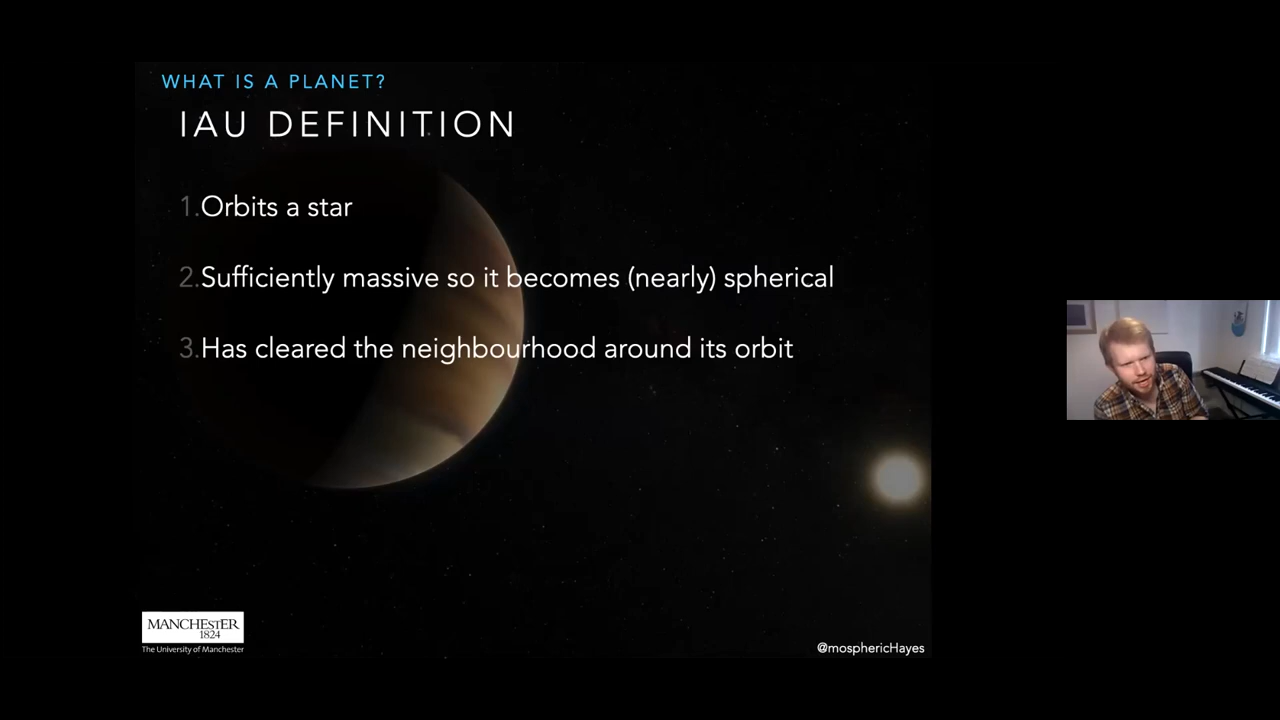 WHAT IS A PLANET?
IAU DEFINITION
1.Orbits a star
2.Sufficiently massive so it becomes (nearly) spherical
3.Has cleared the neighbourhood around its orbit
MANCHESTER
1824
The University of Manchester
@mosphericHayes